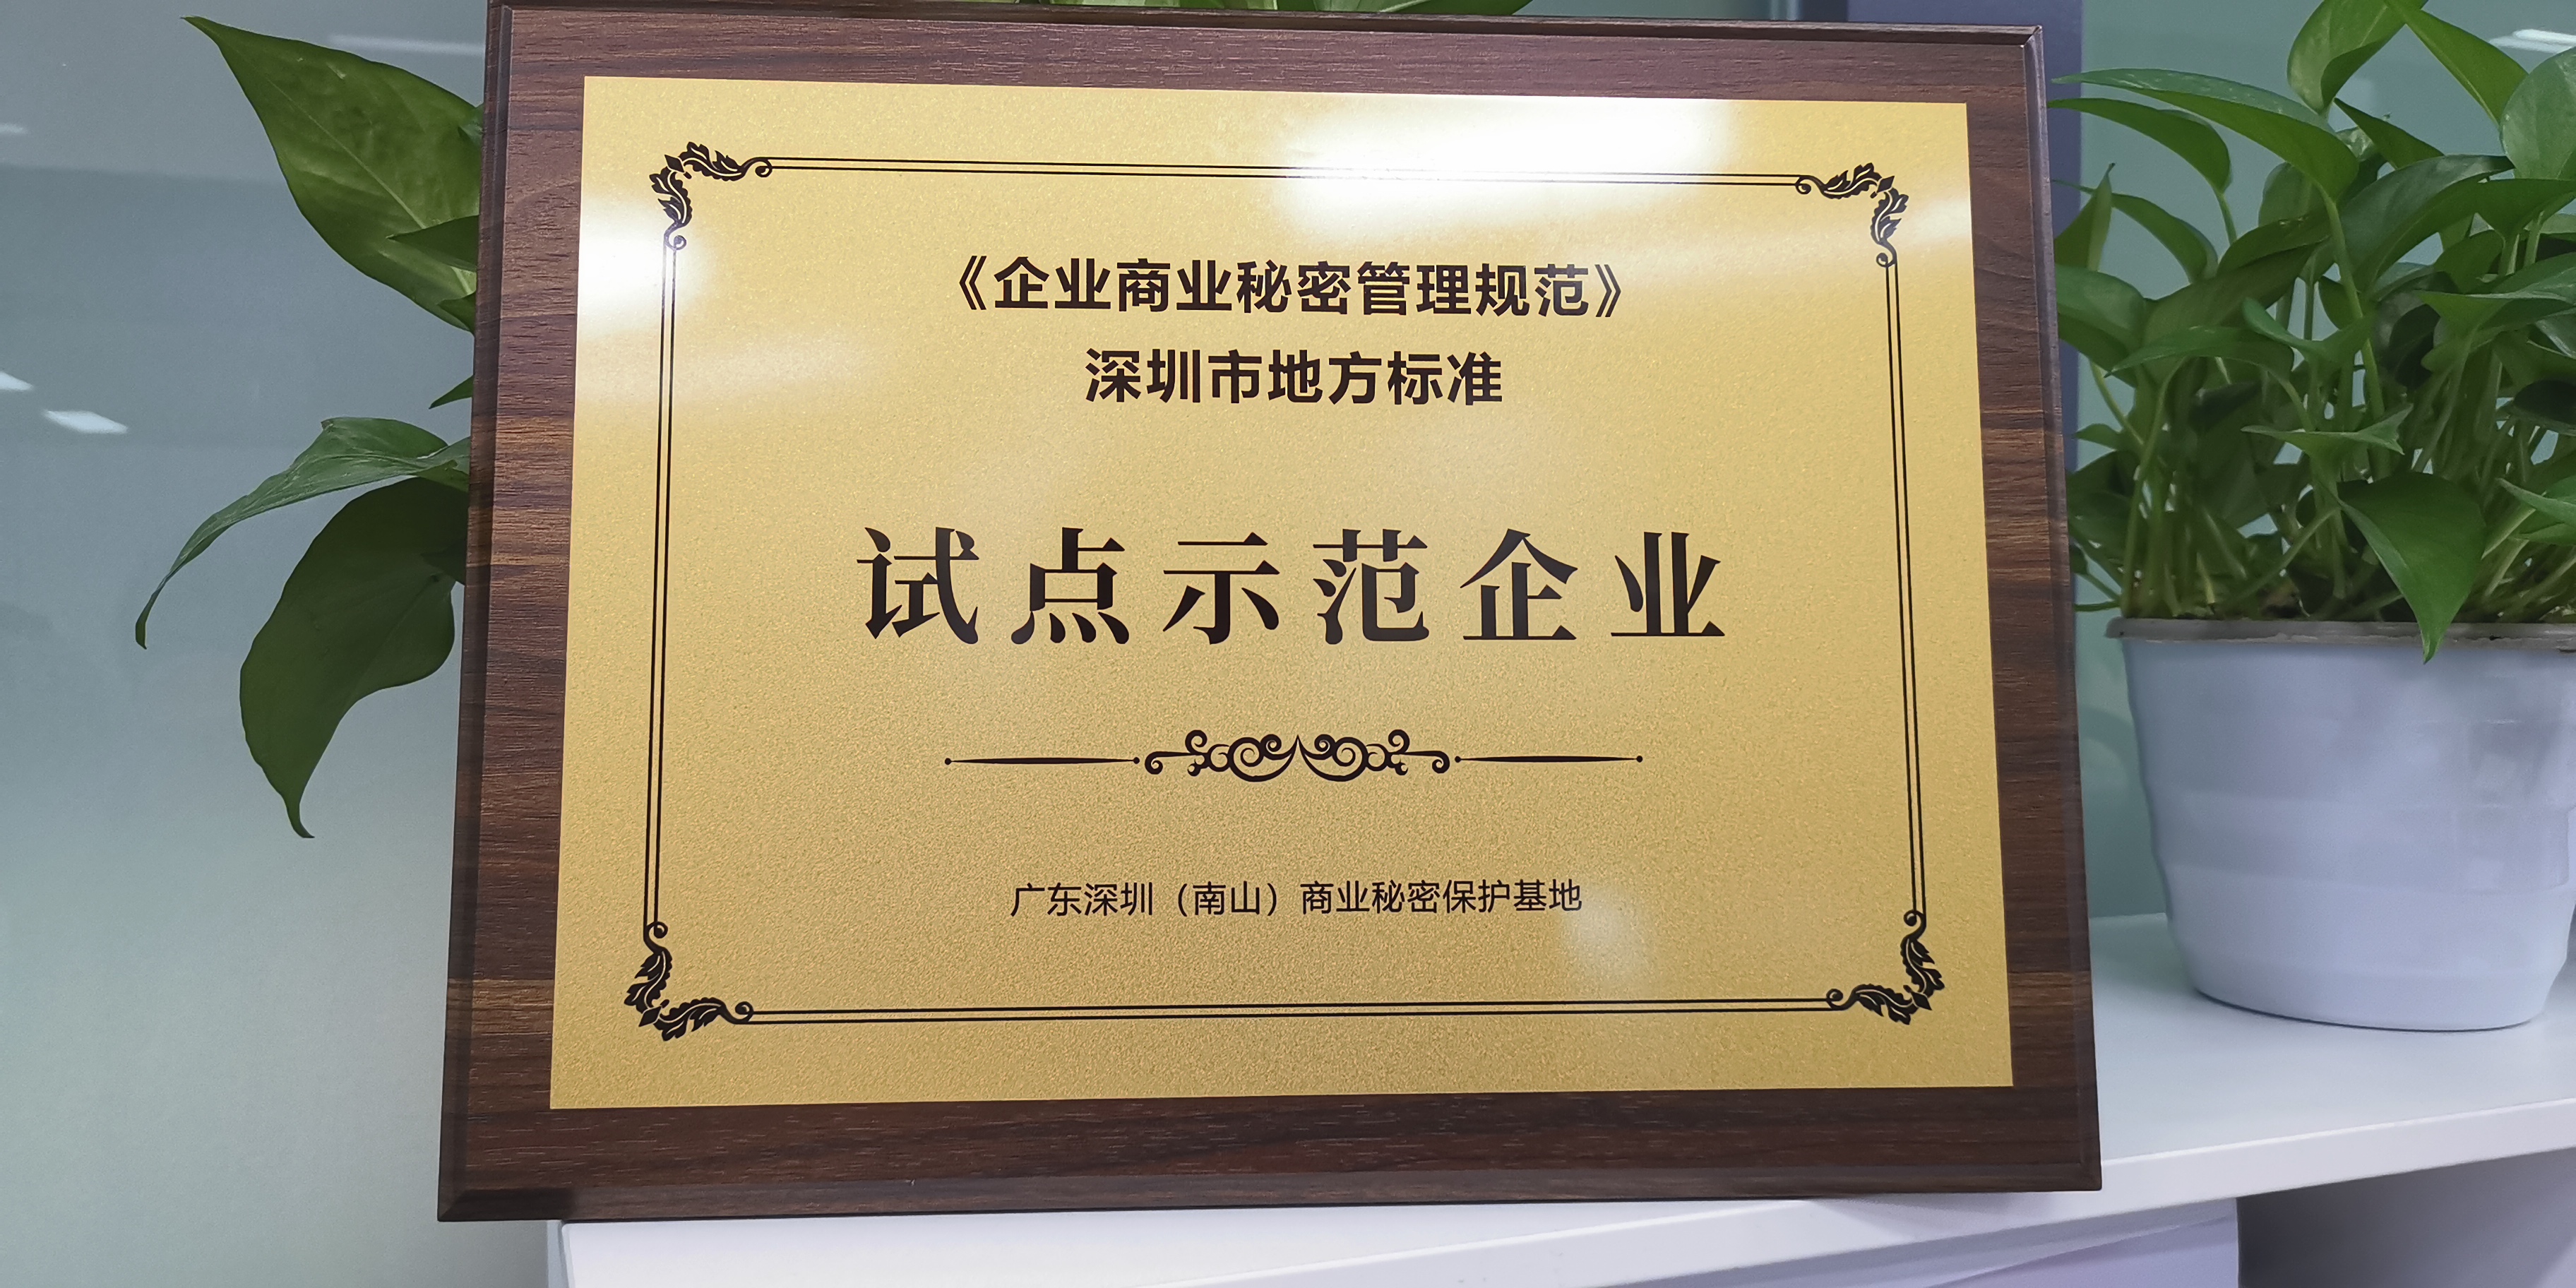 《企业商业秘密管理规范》
深圳市地方标准
试点示范企业
广东深圳（南山）商业秘密保护基地